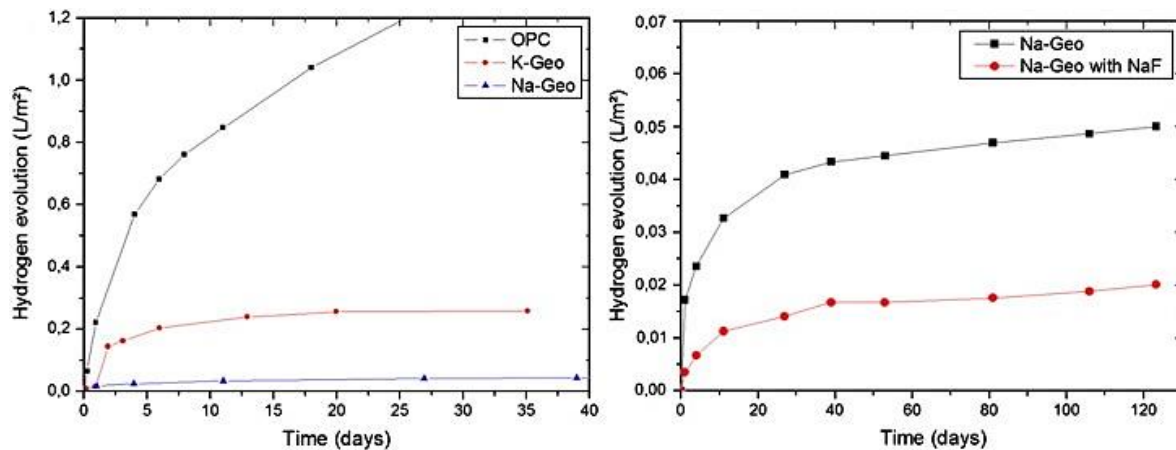 1,2
1,0
0,8
0,6
0,4
0,2
0,0
Hydrogen evolution (L/m²)
OPC
K-Geo
Na-Geo
0 5 10 15 20 25 30 35 40
Time (days)
0,07
0,06
0,05
0,04
0,03
0,02
0,01
0,00
Hydrogen evolution (L/m²)
Na-Geo
Na-Geo with NaF
0 20 40 60 80 100 120
Time (days)